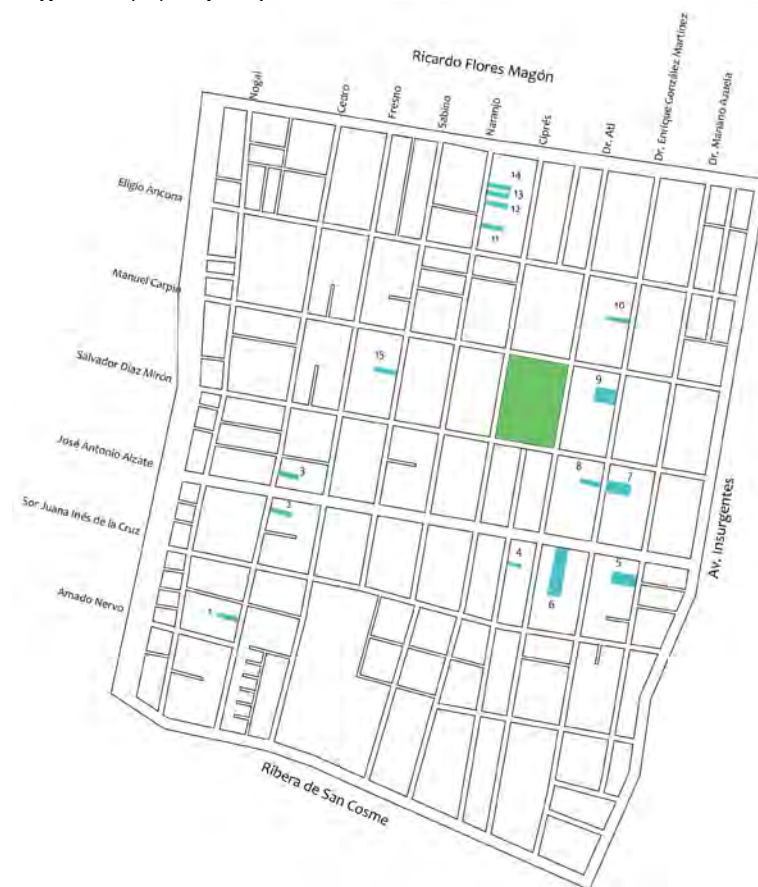 Ricardo Flores Magón
Nogal
Cedro
Fresno
Sabino
Naranjo
Ciprés
Dr. Atl
Dr. Enrique González Martínez
Dr. Mariano Azuela
Eligio Ancona
Manuel Carpio
Salvador Díaz Mirón
José Antonio Alzate
Sor Juana Inés de la Cruz
Amado Nervo
Av. Insurgentes
Ribera de San Cosme
14
13
12
11
10
15
9
3
8
7
4
5
6
1